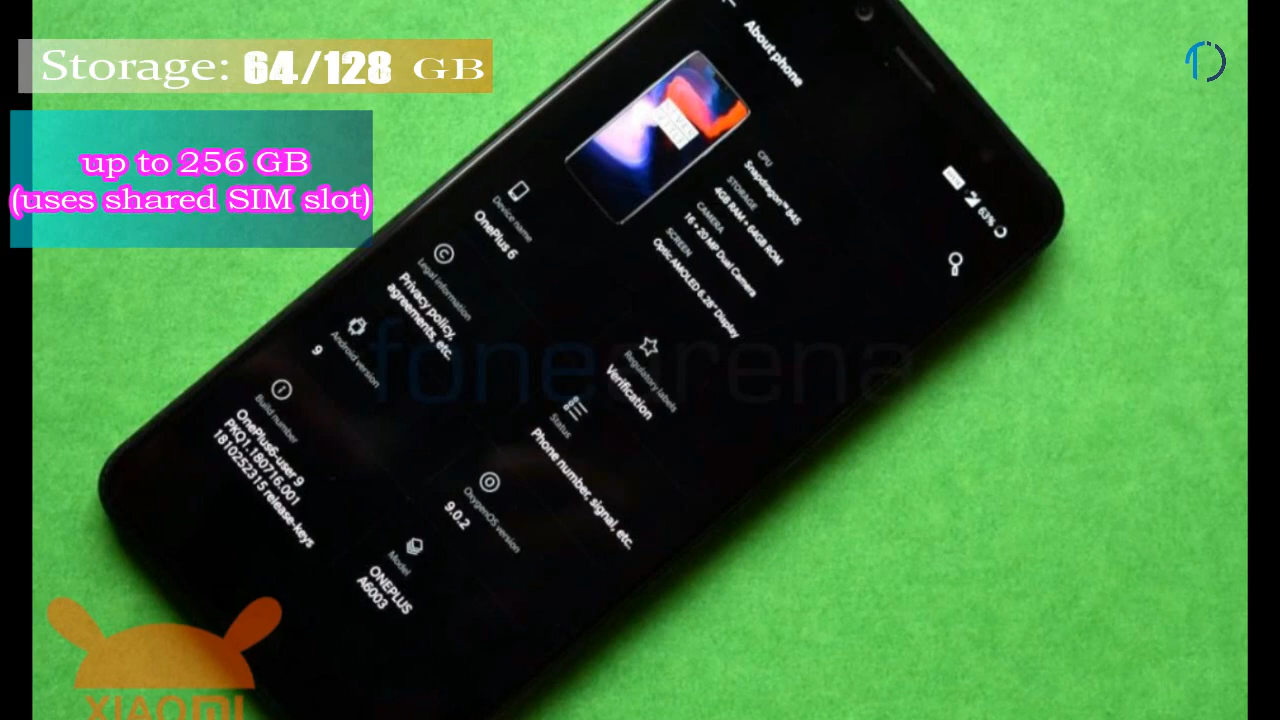 Storage: 64/128 GB
up to 256 GB
(uses shared SIM slot)
About phone
63%
CPU
Snapdragon™ 845
STORAGE
4GB RAM + 64GB ROM
CAMERA
16 + 20 MP Dual Camera
SCREEN
Optic AMOLED 6.28" Display
Device name
OnePlus 6
Legal information
Privacy policy,
agreements, etc.
Regulatory labels
Verification
Android version
9
Status
Phone number, signal, etc.
Build number
OnePlus6-user 9
PKQ1.180716.001
1810252315 release-keys
OxygenOS version
9.0.2
Model
ONEPLUS
A6003
fonearena
XIAOMI